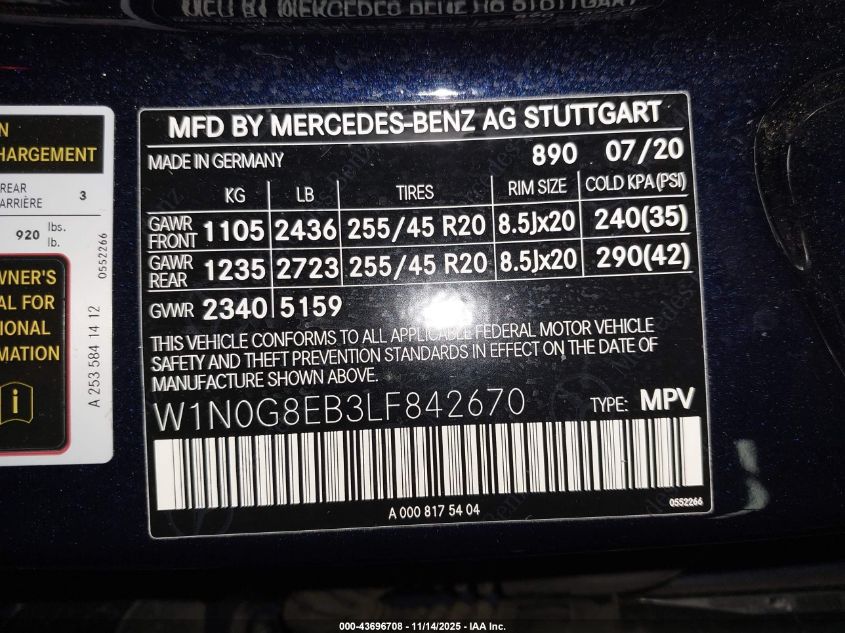 MFD BY MERCEDES-BENZ AG STUTTGART
MADE IN GERMANY 890 07/20
KG LB TIRES RIM SIZE COLD KPA(PSI)
GAWR FRONT 1105 2436 255/45 R20 8.5Jx20 240(35)
GAWR REAR 1235 2723 255/45 R20 8.5Jx20 290(42)
GVWR 2340 5159
THIS VEHICLE CONFORMS TO ALL APPLICABLE FEDERAL MOTOR VEHICLE
SAFETY AND THEFT PREVENTION STANDARDS IN EFFECT ON THE DATE OF
MANUFACTURE SHOWN ABOVE.
W1N0G8EB3LF842670 TYPE: MPV
A 000 817 54 04
0552266
HARGEMENT
REAR 3
ARRIÈRE
920 lbs.
lb.
WNER'S
AL FOR
IONAL
MATION
i
0552266
A 253 584 14 12
000-43696708 - 11/14/2025 - IAA Inc.